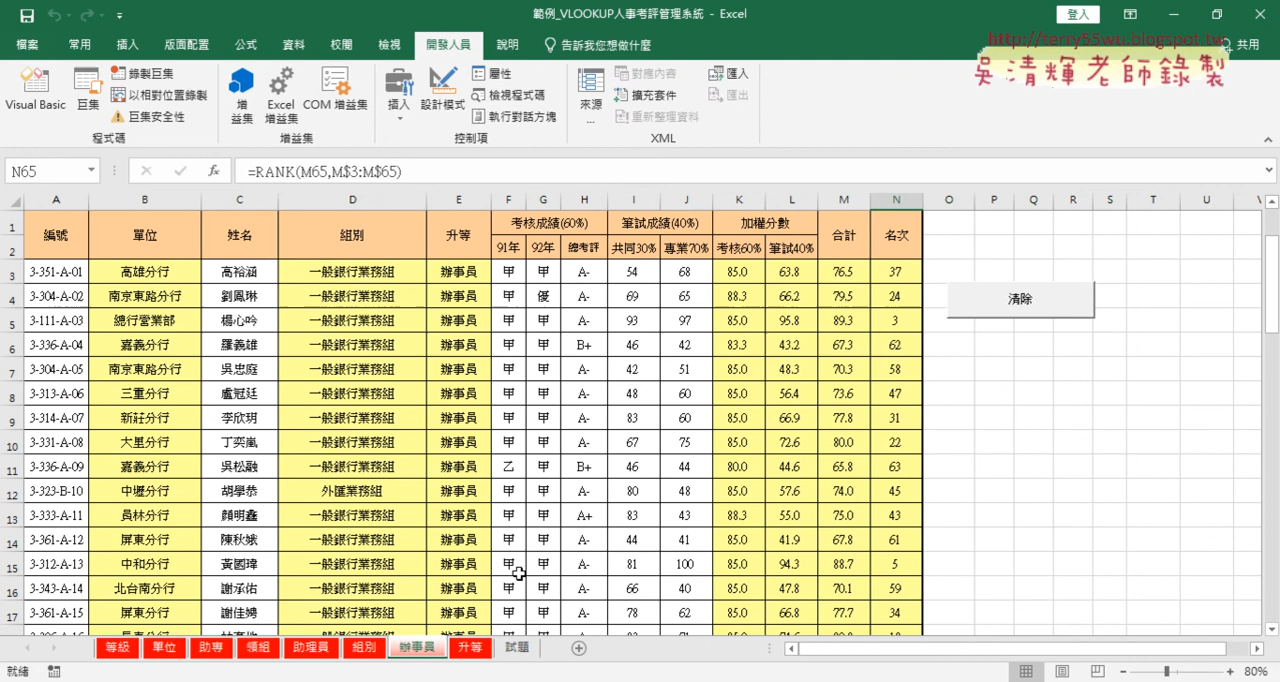 範例_VLOOKUP人事考評管理系統 - Excel
登入
檔案 常用 插入 版面配置 公式 資料 校閱 檢視 開發人員 說明 告訴我您想做什麼 共用
http://terry55wu.blogspot.tw
吳清輝老師錄製
Visual Basic 巨集 錄製巨集 以相對位置錄製 巨集安全性 程式碼
增益集 Excel 增益集 COM 增益集 增益集
插入 設計模式 屬性 檢視程式碼 執行對話方塊 控制項
來源... 對應內容 擴充套件 重新整理資料 匯入 匯出 XML
N65 fx =RANK(M65,M$3:M$65)
A B C D E F G H I J K L M N O P Q R S T U
1 編號 單位 姓名 組別 升等 考核成績(60%) 筆試成績(40%) 加權分數 合計 名次
2 91年 92年 總考評 共同30% 專業70% 考核60% 筆試40%
3 3-351-A-01 高雄分行 高裕涵 一般銀行業務組 辦事員 甲 甲 A- 54 68 85.0 63.8 76.5 37
4 3-304-A-02 南京東路分行 劉鳳琳 一般銀行業務組 辦事員 甲 優 A- 69 65 88.3 66.2 79.5 24
清除
5 3-111-A-03 總行營業部 楊心吟 一般銀行業務組 辦事員 甲 甲 A- 93 97 85.0 95.8 89.3 3
6 3-336-A-04 嘉義分行 羅義雄 一般銀行業務組 辦事員 甲 甲 B+ 46 42 83.3 43.2 67.3 62
7 3-304-A-05 南京東路分行 吳忠庭 一般銀行業務組 辦事員 甲 甲 A- 42 51 85.0 48.3 70.3 58
8 3-313-A-06 三重分行 盧冠廷 一般銀行業務組 辦事員 甲 甲 A- 48 60 85.0 56.4 73.6 47
9 3-314-A-07 新莊分行 李欣玥 一般銀行業務組 辦事員 甲 甲 A- 83 60 85.0 66.9 77.8 31
10 3-331-A-08 大里分行 丁奕嵐 一般銀行業務組 辦事員 甲 甲 A- 67 75 85.0 72.6 80.0 22
11 3-336-A-09 嘉義分行 吳松融 一般銀行業務組 辦事員 乙 甲 B+ 46 44 80.0 44.6 65.8 63
12 3-323-B-10 中壢分行 胡學恭 外匯業務組 辦事員 甲 甲 A- 80 48 85.0 57.6 74.0 45
13 3-333-A-11 員林分行 顏明鑫 一般銀行業務組 辦事員 甲 甲 A+ 83 43 88.3 55.0 75.0 43
14 3-361-A-12 屏東分行 陳秋娥 一般銀行業務組 辦事員 甲 甲 A- 44 41 85.0 41.9 67.8 61
15 3-312-A-13 中和分行 黃國瑋 一般銀行業務組 辦事員 甲 甲 A- 81 100 85.0 94.3 88.7 5
16 3-343-A-14 北台南分行 謝承佑 一般銀行業務組 辦事員 甲 甲 A- 66 40 85.0 47.8 70.1 59
17 3-361-A-15 屏東分行 謝佳娉 一般銀行業務組 辦事員 甲 甲 A- 78 62 85.0 66.8 77.7 34
等級 單位 助專 領組 助理員 組別 辦事員 升等 試題
就緒 80%